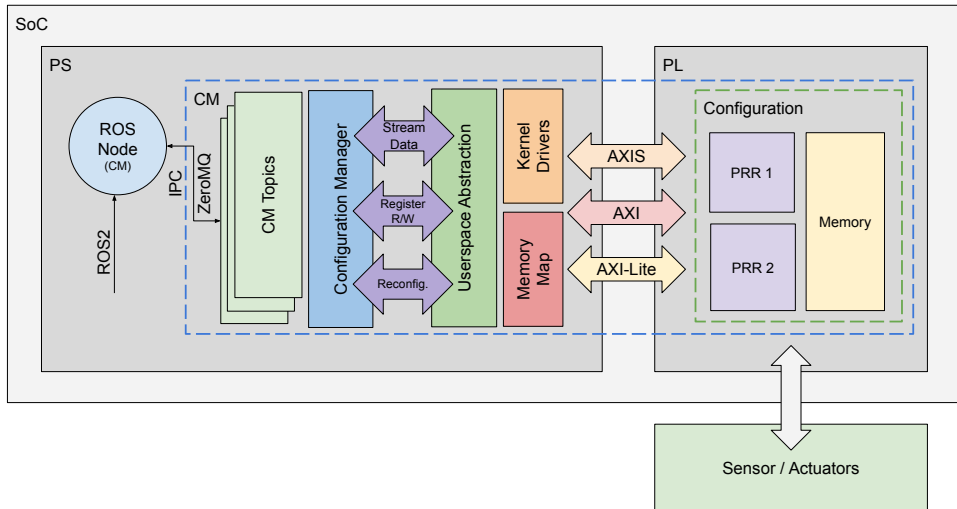 SoC
PS
PL
CM
Configuration
ROS
Node
(CM)
IPC
ZeroMQ
ROS2
CM Topics
Configuration Manager
Stream
Data
Register
R/W
Reconfig.
Userspace Abstraction
Kernel
Drivers
Memory
Map
AXIS
AXI
AXI-Lite
PRR 1
PRR 2
Memory
Sensor / Actuators